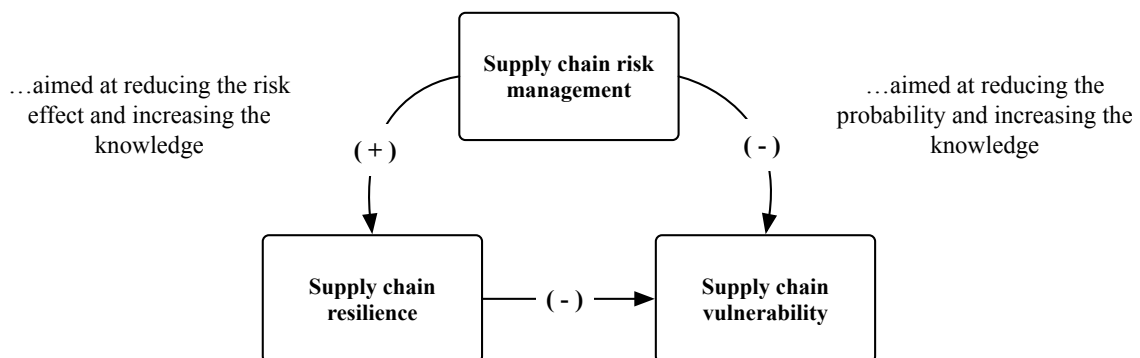 Supply chain risk
management
…aimed at reducing the risk
effect and increasing the
knowledge
…aimed at reducing the
probability and increasing the
knowledge
( + )
( - )
Supply chain
resilience
( - )
Supply chain
vulnerability